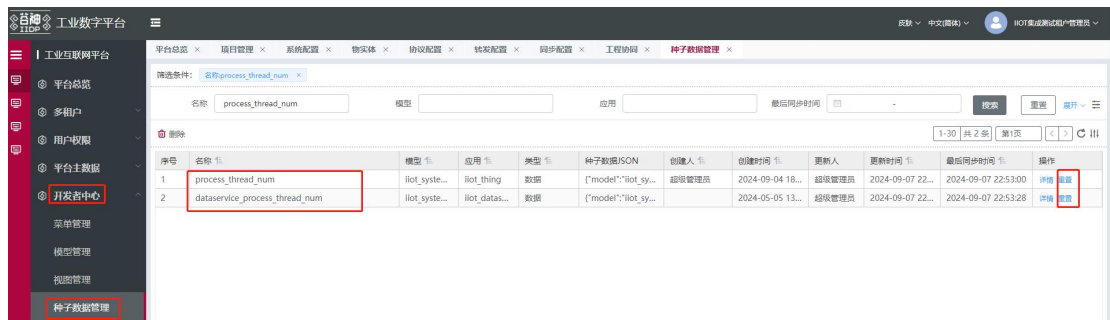 谷神 IIDP 工业数字平台 皮肤 中文(简体) IIOT集成测试租户管理员
工业互联网平台
平台总览 × 项目管理 × 系统配置 × 物实体 × 协议配置 × 转发配置 × 同步配置 × 工程协同 × 种子数据管理 ×
平台总览
多租户
用户权限
平台主数据
开发者中心
菜单管理
模型管理
视图管理
种子数据管理
筛选条件: 名称:process_thread_num ×
名称 process_thread_num 模型 应用 最后同步时间 - 搜索 重置 展开
删除 1-30 共 2 条 第1页
序号 名称 模型 应用 类型 种子数据JSON 创建人 创建时间 更新人 更新时间 最后同步时间 操作
1 process_thread_num iiot_syste... iiot_thing 数据 {"model":"iiot_sy... 超级管理员 2024-09-04 18... 超级管理员 2024-09-07 22... 2024-09-07 22:53:00 详情 重置
2 dataservice_process_thread_num iiot_syste... iiot_datas... 数据 {"model":"iiot_sy... 2024-05-05 13... 超级管理员 2024-09-07 22... 2024-09-07 22:53:28 详情 重置